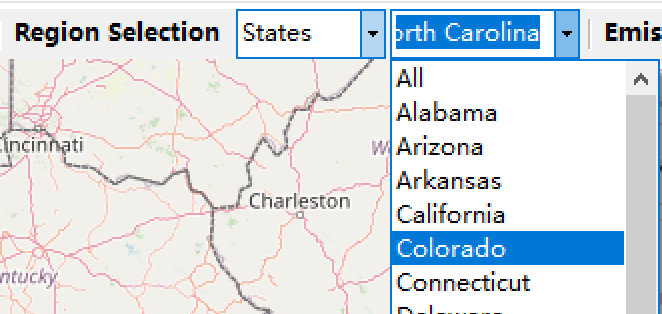 Region Selection States orth Carolina Emis
All
Alabama
Cincinnati
Arizona
Arkansas
Charleston
California
Colorado
ntucky
Connecticut